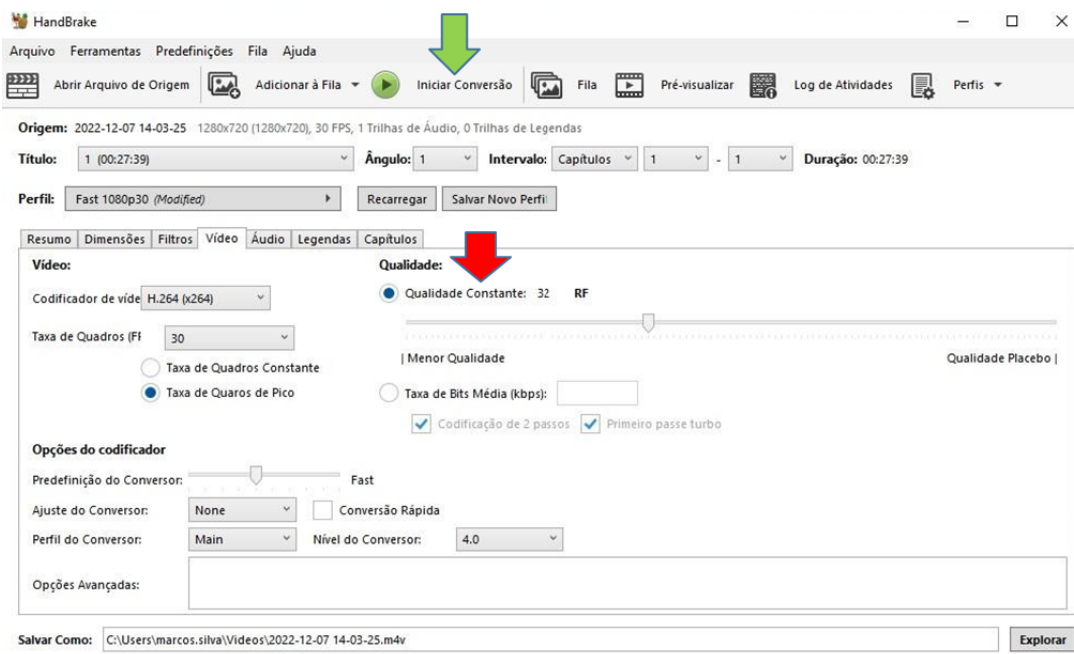 HandBrake
Arquivo Ferramentas Predefinições Fila Ajuda
Abrir Arquivo de Origem Adicionar à Fila Iniciar Conversão Fila Pré-visualizar Log de Atividades Perfis
Origem: 2022-12-07 14-03-25 1280x720 (1280x720), 30 FPS, 1 Trilhas de Áudio, 0 Trilhas de Legendas
Título: 1 (00:27:39) Ângulo: 1 Intervalo: Capítulos 1 - 1 Duração: 00:27:39
Perfil: Fast 1080p30 (Modified) Recarregar Salvar Novo Perfil
Resumo Dimensões Filtros Vídeo Áudio Legendas Capítulos
Vídeo: Qualidade:
Codificador de víde H.264 (x264) Qualidade Constante: 32 RF
Taxa de Quadros (FF 30
| Menor Qualidade Qualidade Placebo |
Taxa de Quadros Constante
Taxa de Quaros de Pico Taxa de Bits Média (kbps):
Codificação de 2 passos Primeiro passe turbo
Opções do codificador
Predefinição do Conversor: Fast
Ajuste do Conversor: None Conversão Rápida
Perfil do Conversor: Main Nível do Conversor: 4.0
Opções Avançadas:
Salvar Como: C:\Users\marcos.silva\Videos\2022-12-07 14-03-25.m4v Explorar